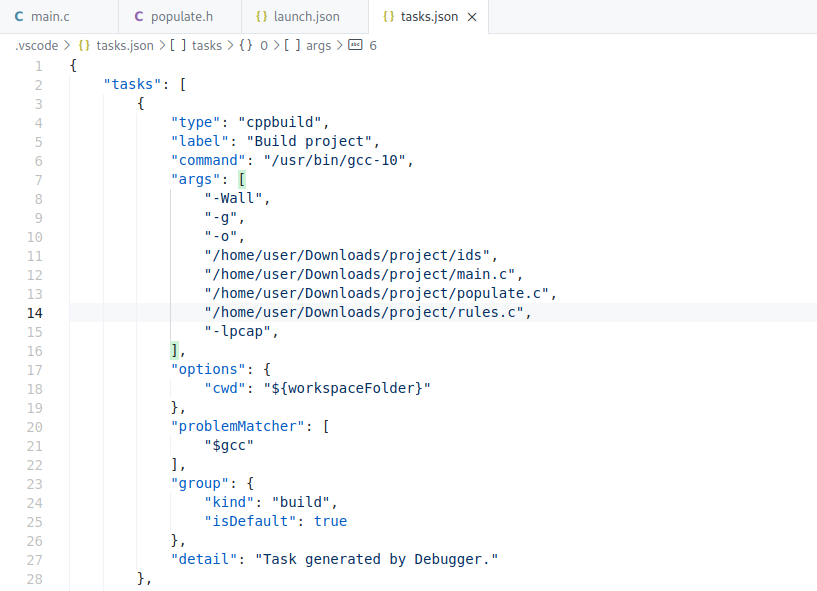 C main.c C populate.h {} launch.json {} tasks.json ×
.vscode > {} tasks.json > [ ] tasks > {} 0 > [ ] args > abc 6
1 {
2 "tasks": [
3 {
4 "type": "cppbuild",
5 "label": "Build project",
6 "command": "/usr/bin/gcc-10",
7 "args": [
8 "-Wall",
9 "-g",
10 "-o",
11 "/home/user/Downloads/project/ids",
12 "/home/user/Downloads/project/main.c",
13 "/home/user/Downloads/project/populate.c",
14 "/home/user/Downloads/project/rules.c",
15 "-lpcap",
16 ],
17 "options": {
18 "cwd": "${workspaceFolder}"
19 },
20 "problemMatcher": [
21 "$gcc"
22 ],
23 "group": {
24 "kind": "build",
25 "isDefault": true
26 },
27 "detail": "Task generated by Debugger."
28 },